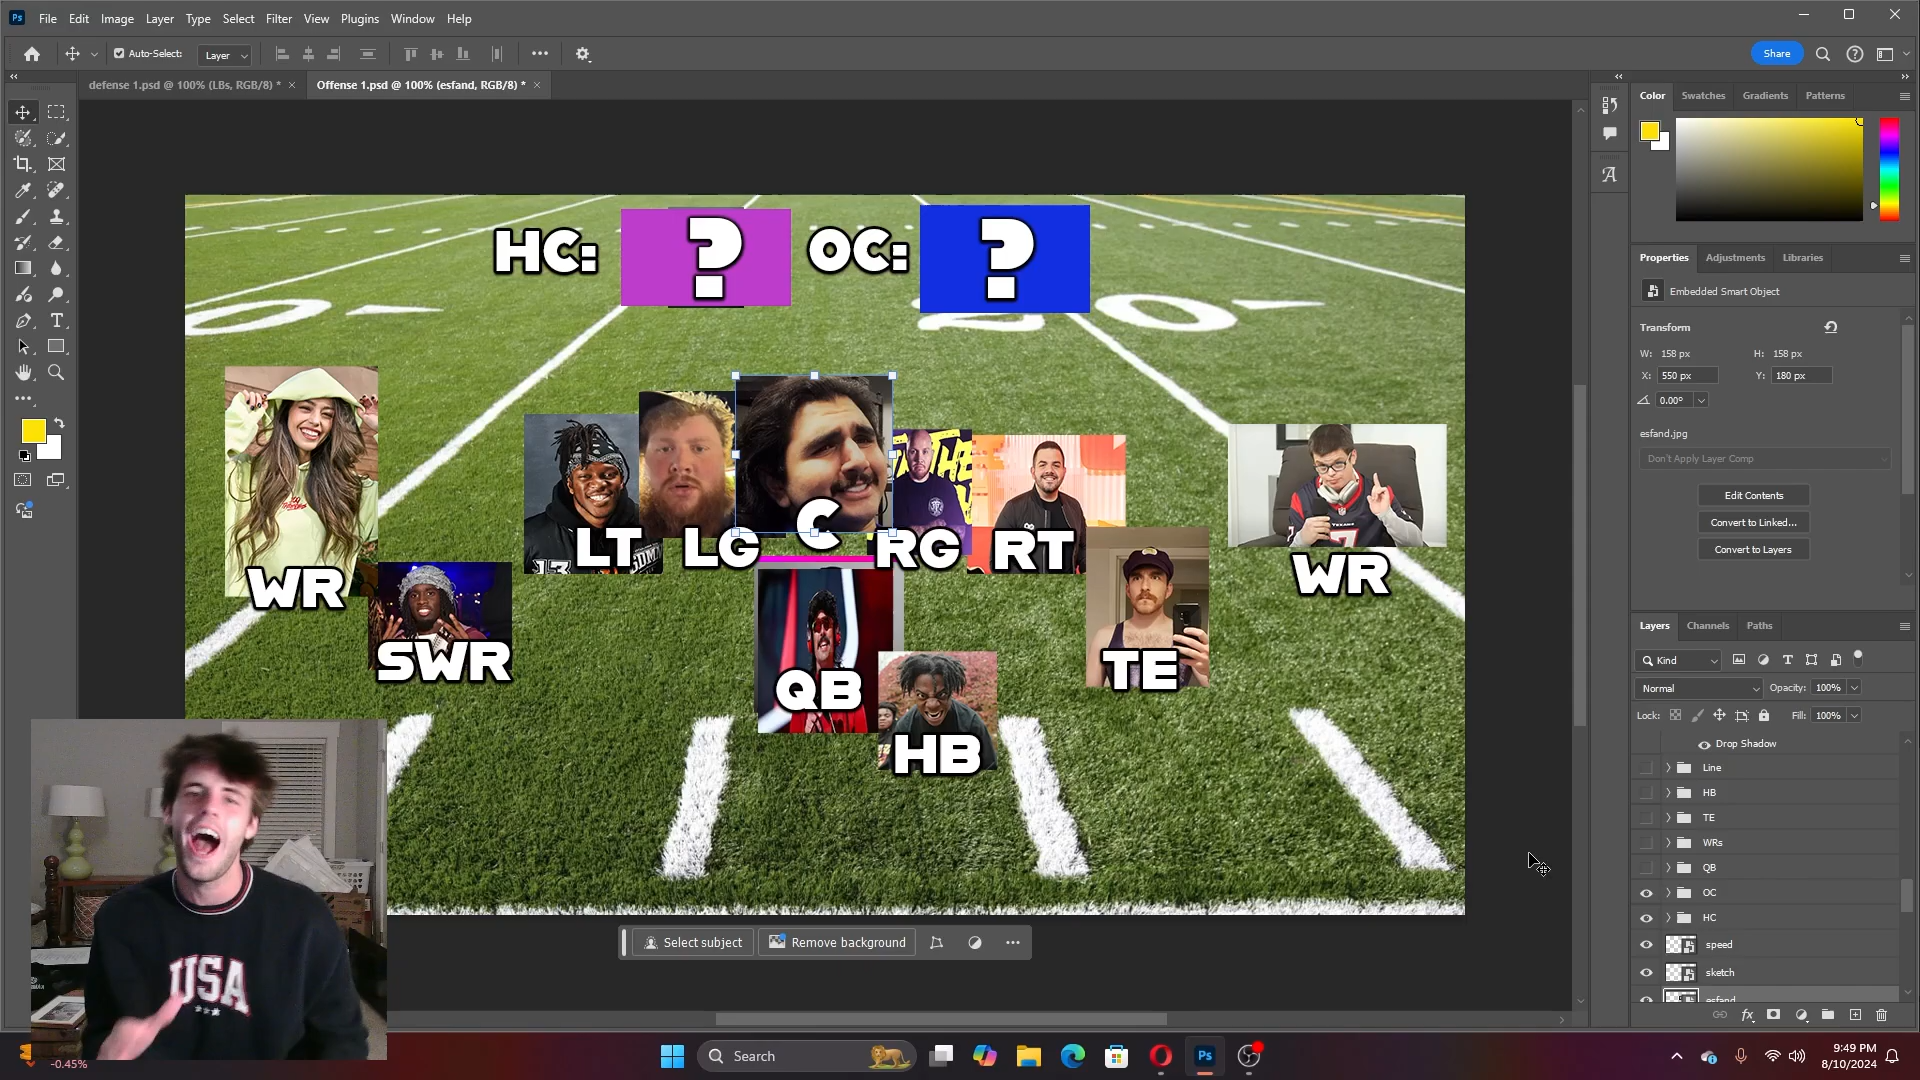 Ps File Edit Image Layer Type Select Filter View Plugins Window Help
Auto-Select: Layer Share
defense 1.psd @ 100% (LBs, RGB/8) * Offense 1.psd @ 100% (esfand, RGB/8) *
Color Swatches Gradients Patterns
HC: ? OC: ?
Properties Adjustments Libraries
Embedded Smart Object
Transform
W: 158 px H: 158 px
X: 550 px Y: 180 px
0.00°
esfand.jpg
Don't Apply Layer Comp
Edit Contents
Convert to Linked...
Convert to Layers
C
LT LG RG RT
13
WR WR
SWR QB TE
HB
Layers Channels Paths
Kind
Normal Opacity: 100%
Lock: Fill: 100%
Drop Shadow
Line
HB
TE
WRs
QB
OC
HC
speed
sketch
esfand
USA
Select subject Remove background
-0.45%
Search
9:49 PM
8/10/2024